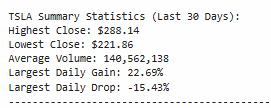 TSLA Summary Statistics (Last 30 Days):
Highest Close: $288.14
Lowest Close: $221.86
Average Volume: 140,562,138
Largest Daily Gain: 22.69%
Largest Daily Drop: -15.43%
--------------------------------------------